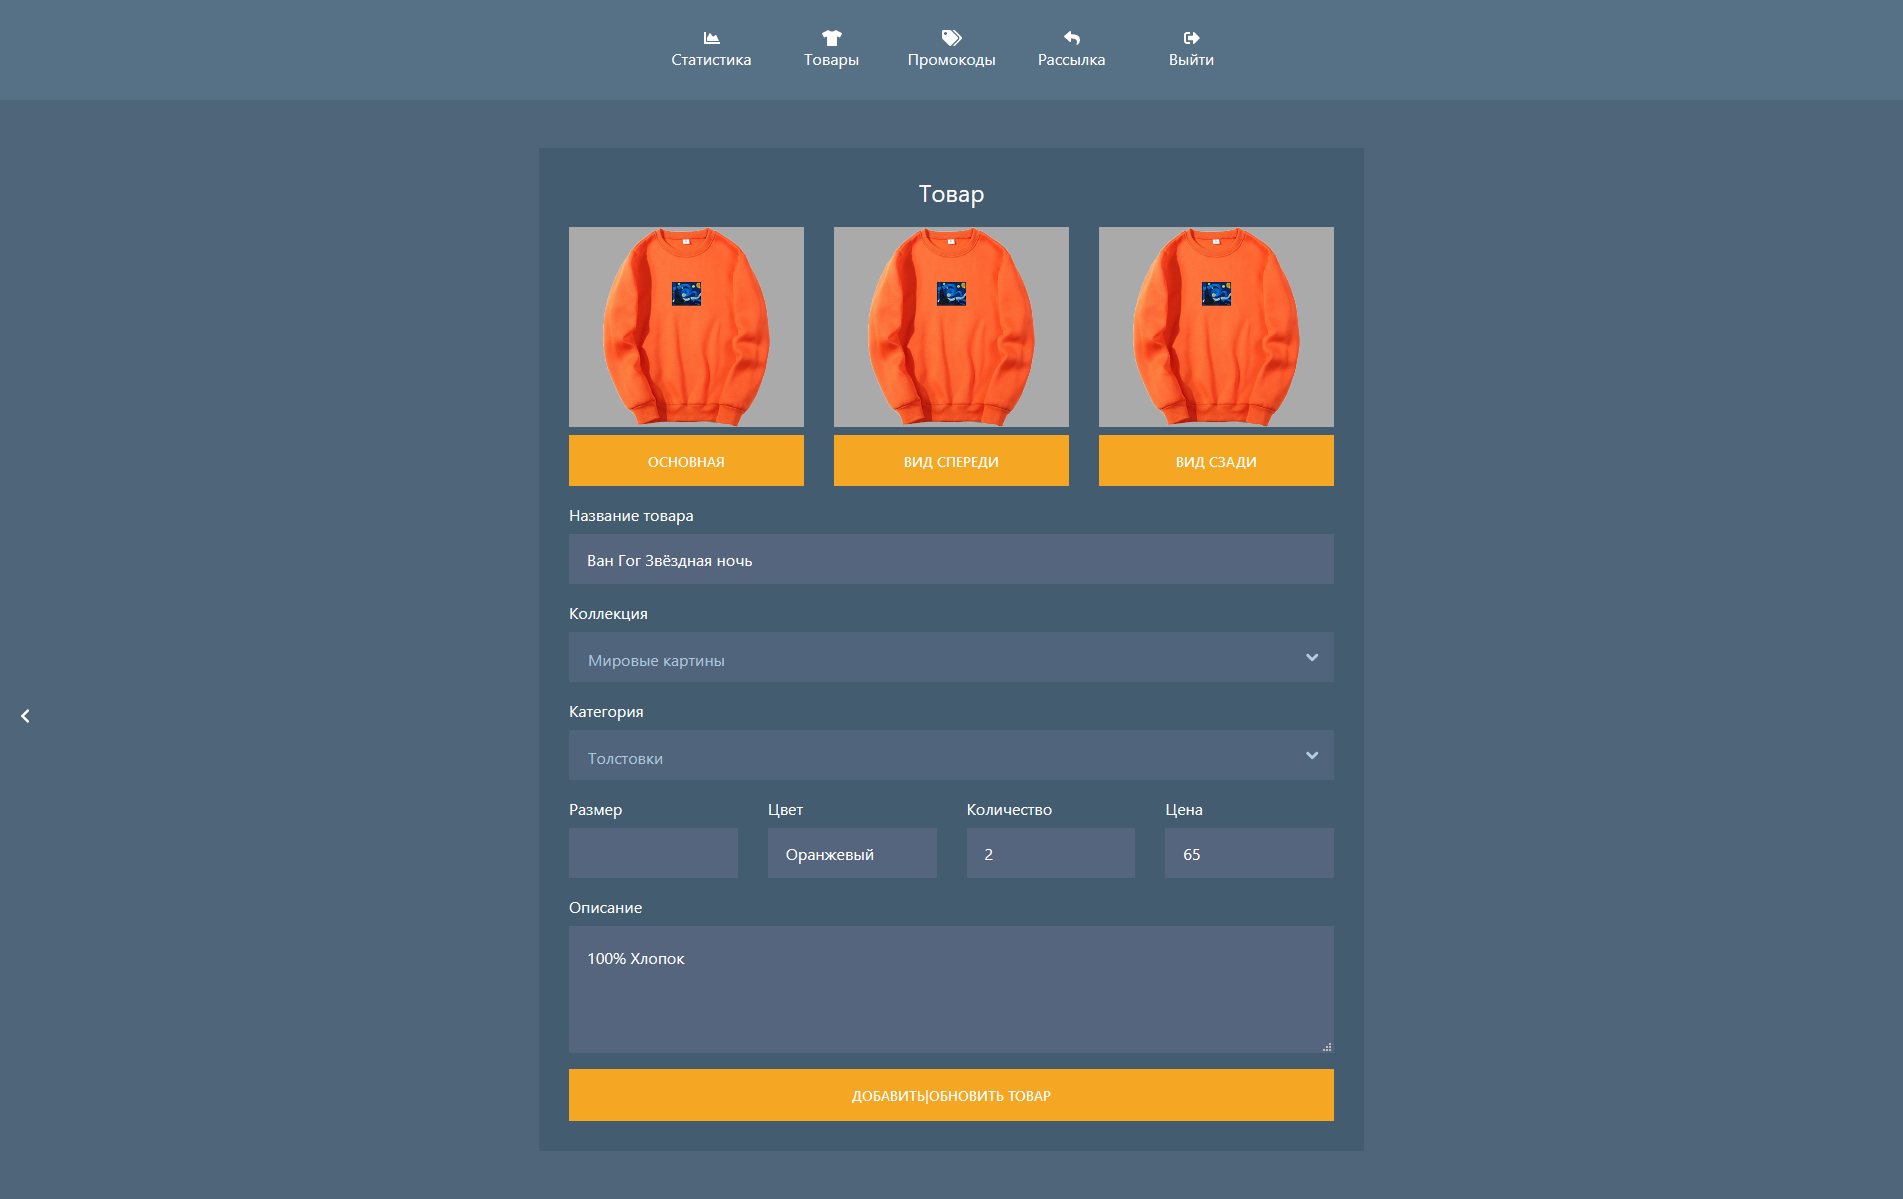 Статистика
Товары
Промокоды
Рассылка
Выйти
Товар
ОСНОВНАЯ
ВИД СПЕРЕДИ
ВИД СЗАДИ
Название товара
Ван Гог Звёздная ночь
Коллекция
Мировые картины
Категория
Толстовки
Размер
Цвет
Количество
Цена
Оранжевый
2
65
Описание
100% Хлопок
ДОБАВИТЬ|ОБНОВИТЬ ТОВАР